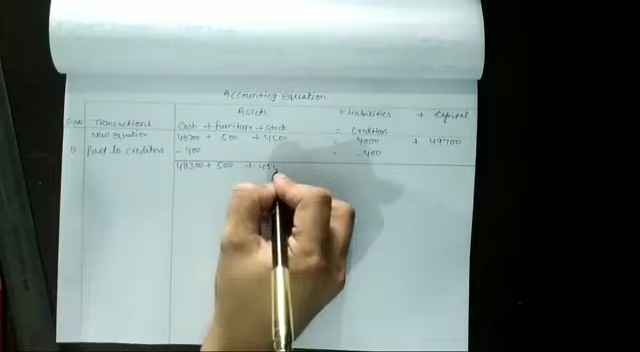 Accounting Equation
Assets = Liabilities + Capital
S.No Transactions Cash + furniture + Stock = Creditors
New equation 48700 + 500 + 4500 = 4000 + 49700
Paid to creditors - 400 = - 400
48300 + 500 + 45